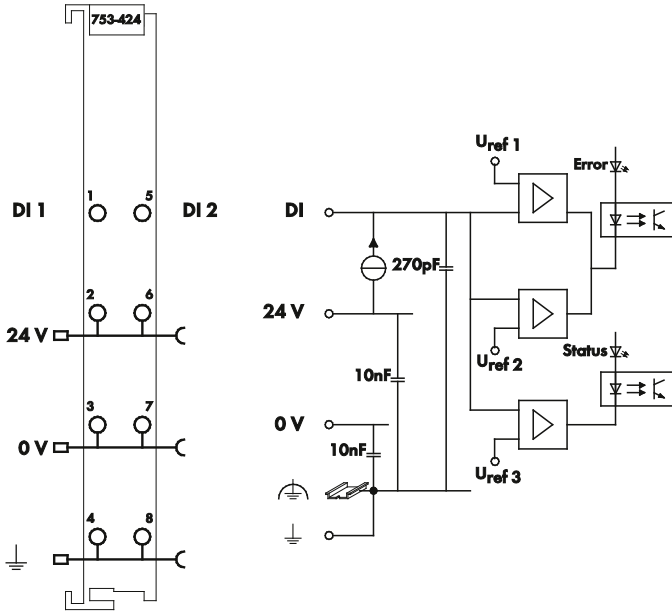 753-424
1 5
DI 1 DI 2
2 6
24 V
3 7
0 V
4 8
Uref 1
Error
DI
270pF
24 V
Uref 2
Status
10nF
0 V
10nF
Uref 3